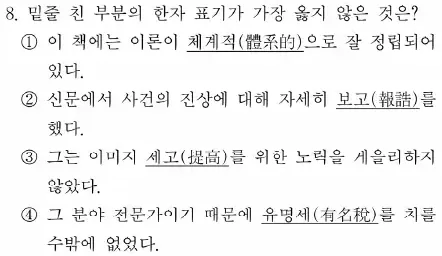 8. 밑줄 친 부분의 한자 표기가 가장 옳지 않은 것은?
① 이 책에는 이론이 체계적(體系的)으로 잘 정립되어
있다.
② 신문에서 사건의 진상에 대해 자세히 보고(報誥)를
했다.
③ 그는 이미지 제고(提高)를 위한 노력을 게을리하지
않았다.
④ 그 분야 전문가이기 때문에 유명세(有名稅)를 치를
수밖에 없었다.